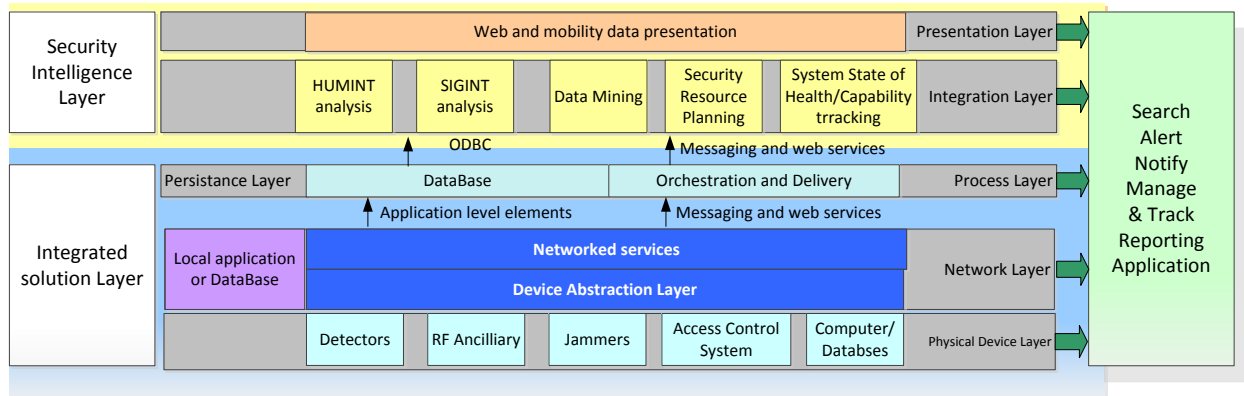 Security
Intelligence
Layer
Web and mobility data presentation
Presentation Layer
HUMINT
analysis
SIGINT
analysis
Data Mining
Security
Resource
Planning
System State of
Health/Capability
trracking
Integration Layer
ODBC
Messaging and web services
Integrated
solution Layer
Persistance Layer
DataBase
Orchestration and Delivery
Process Layer
Application level elements
Messaging and web services
Local application
or DataBase
Networked services
Device Abstraction Layer
Network Layer
Detectors
RF Ancilliary
Jammers
Access Control
System
Computer/
Databses
Physical Device Layer
Search
Alert
Notify
Manage
& Track
Reporting
Application